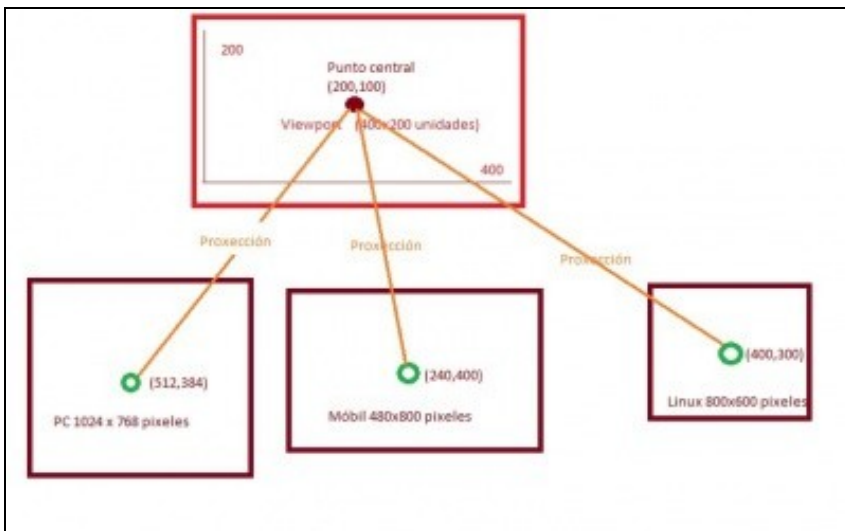 200
Punto central
(200,100)
Viewport (400x200 unidades)
400
Proxección
Proxección
Proxección
(512,384)
PC 1024 x 768 pixeles
(240,400)
Móbil 480x800 pixeles
(400,300)
Linux 800x600 pixeles